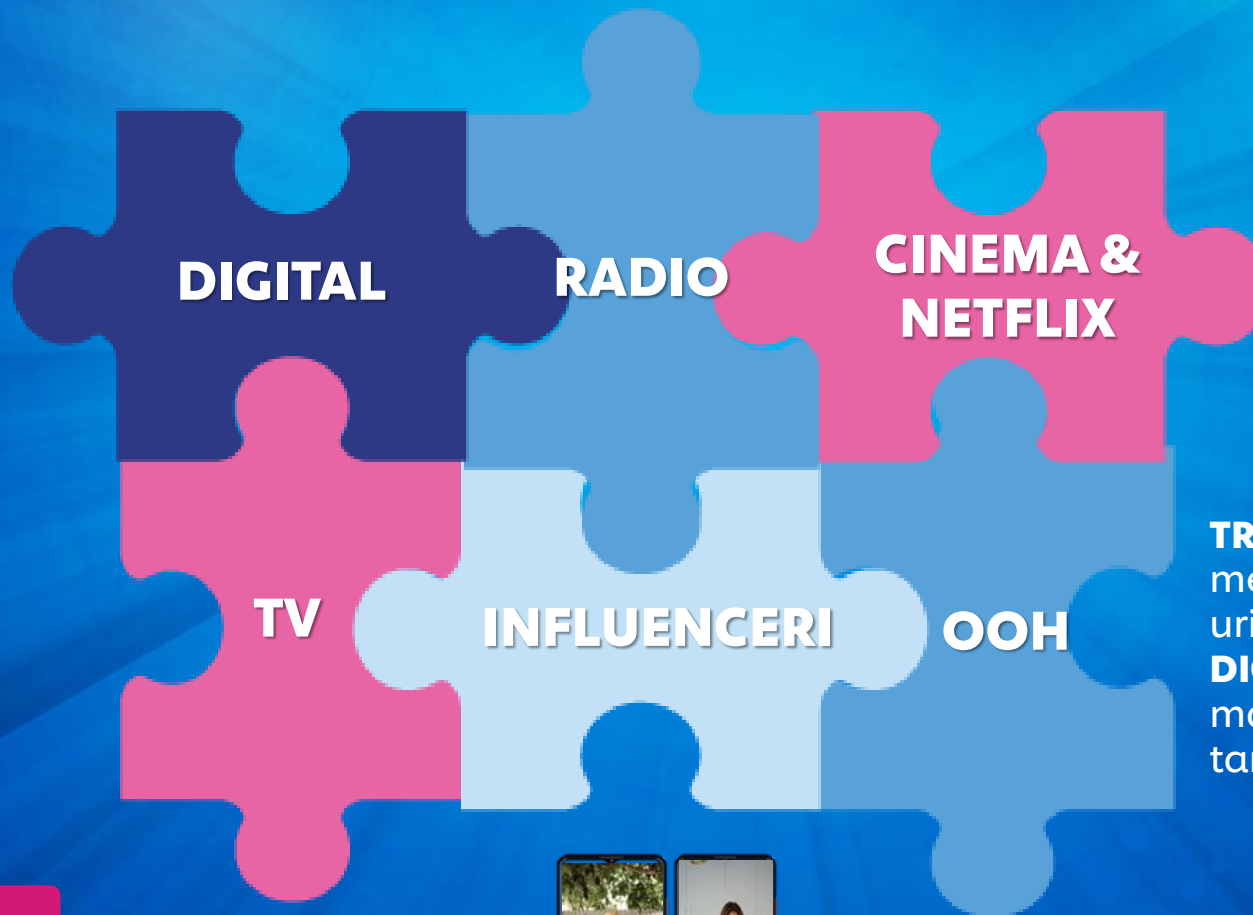 DIGITAL
RADIO
CINEMA &
NETFLIX
TV
INFLUENCERI
OOH